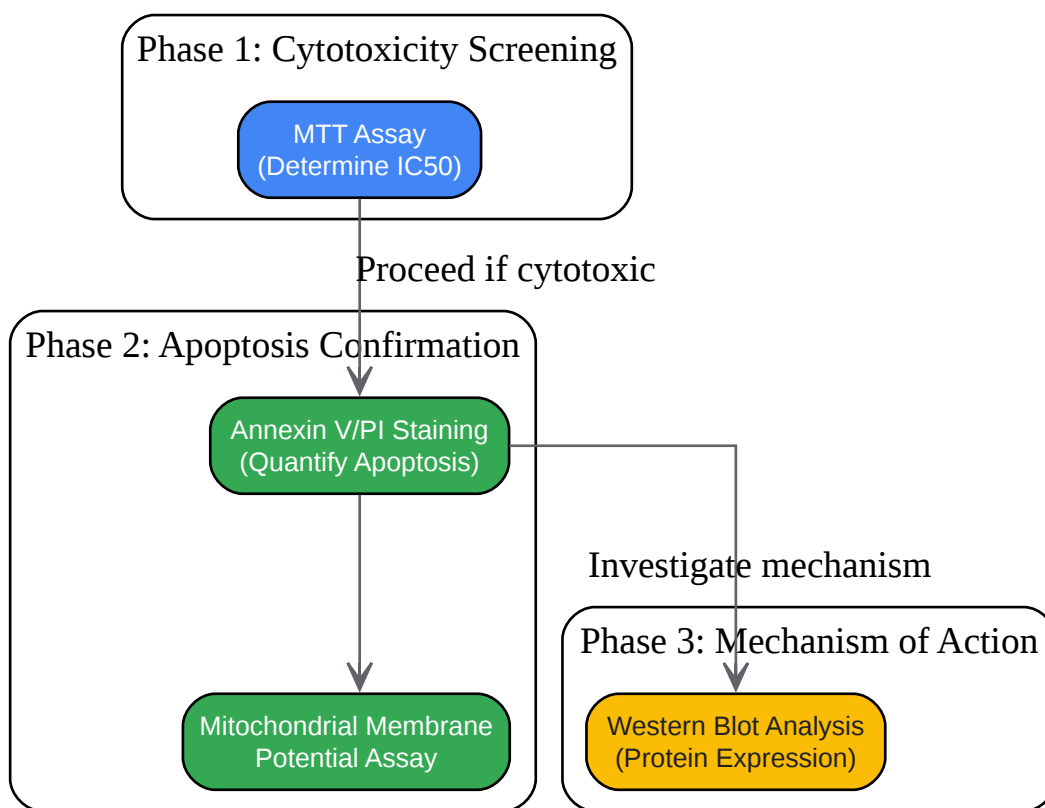 Phase 1: Cytotoxicity Screening
MTT Assay
(Determine IC50)
Proceed if cytotoxic
Phase 2: Apoptosis Confirmation
Annexin V/PI Staining
(Quantify Apoptosis)
Investigate mechanism
Phase 3: Mechanism of Action
Mitochondrial Membrane
Potential Assay
Western Blot Analysis
(Protein Expression)